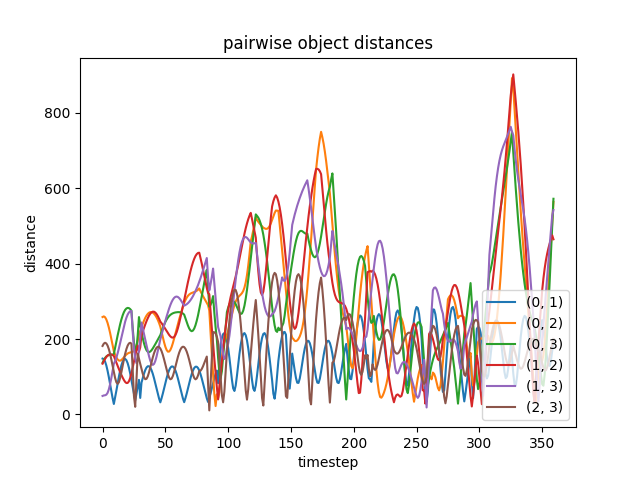 pairwise object distances
distance
800
600
400
200
0
0 50 100 150 200 250 300 350
timestep
(0, 1)
(0, 2)
(0, 3)
(1, 2)
(1, 3)
(2, 3)